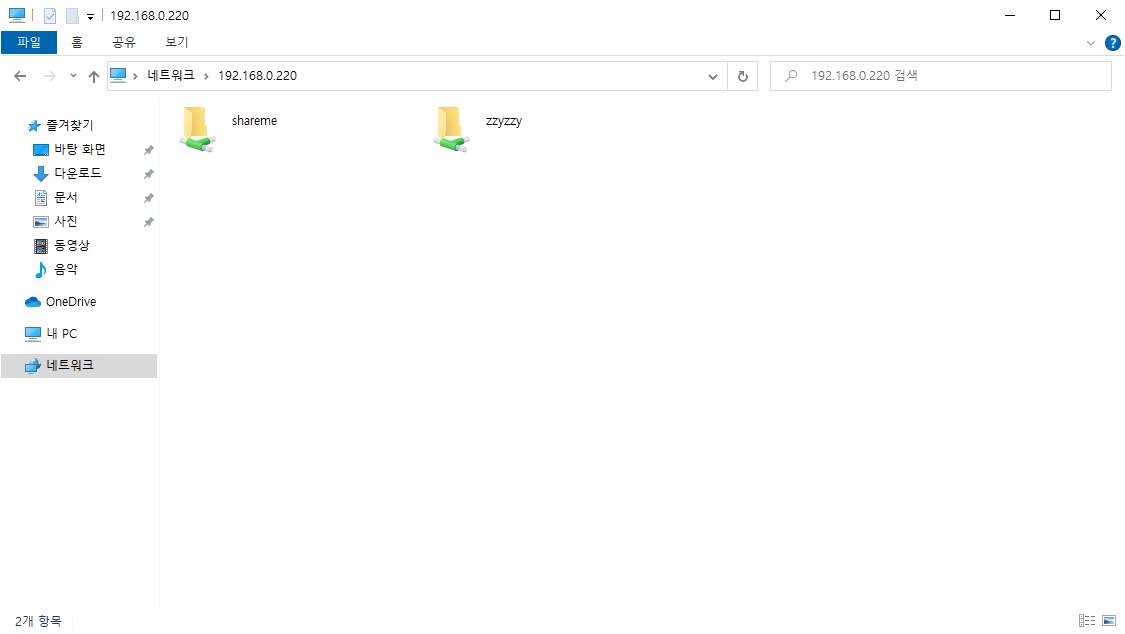 192.168.0.220
파일 홈 공유 보기
네트워크 192.168.0.220 192.168.0.220 검색
즐겨찾기
바탕 화면
다운로드
문서
사진
동영상
음악
OneDrive
내 PC
네트워크
shareme zzyzzy
2개 항목